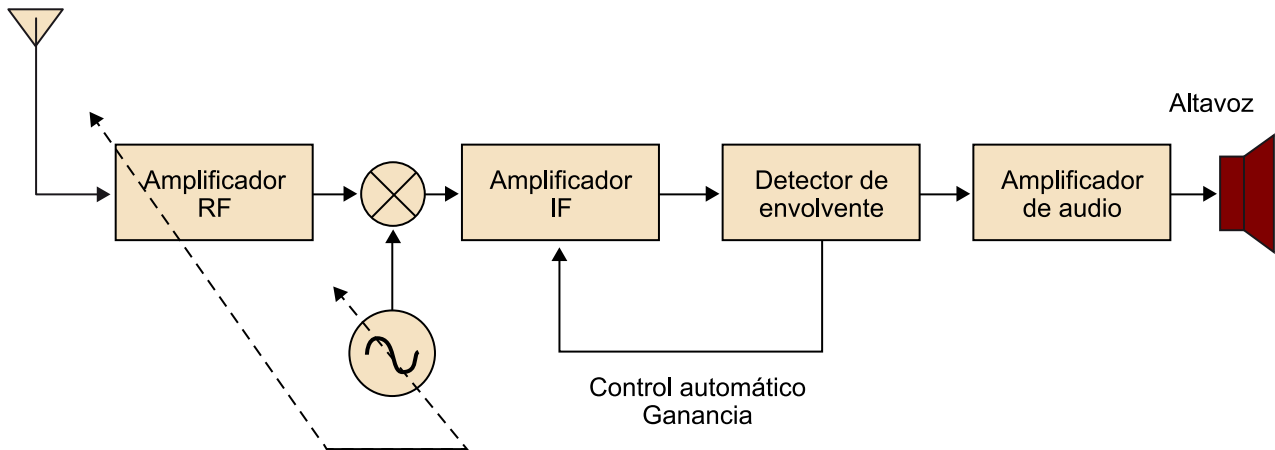 Altavoz
Amplificador
RF
Amplificador
IF
Detector de
envolvente
Amplificador
de audio
Control automático
Ganancia